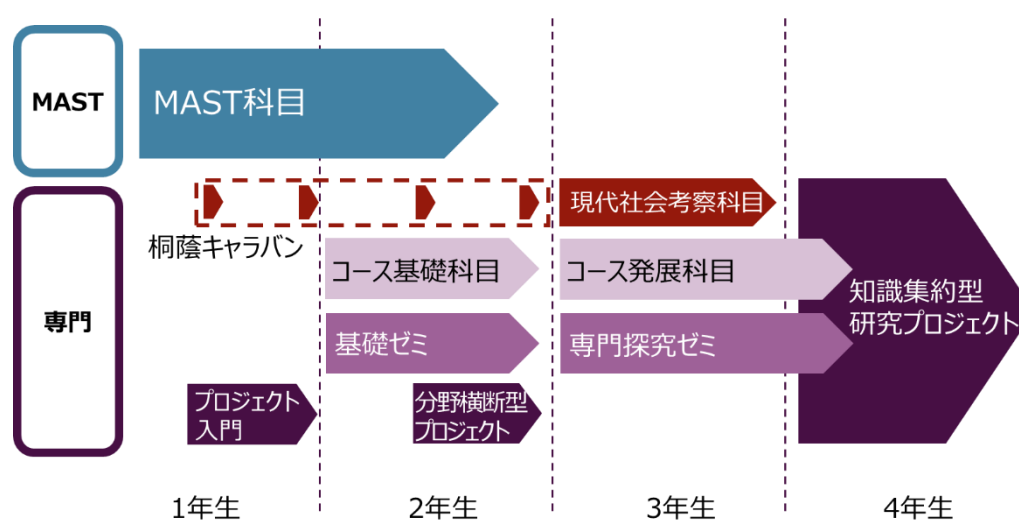 MAST
MAST科目
専門
桐蔭キャラバン
現代社会考察科目
コース基礎科目
コース発展科目
基礎ゼミ
専門探究ゼミ
知識集約型
研究プロジェクト
プロジェクト
入門
分野横断型
プロジェクト
1年生
2年生
3年生
4年生